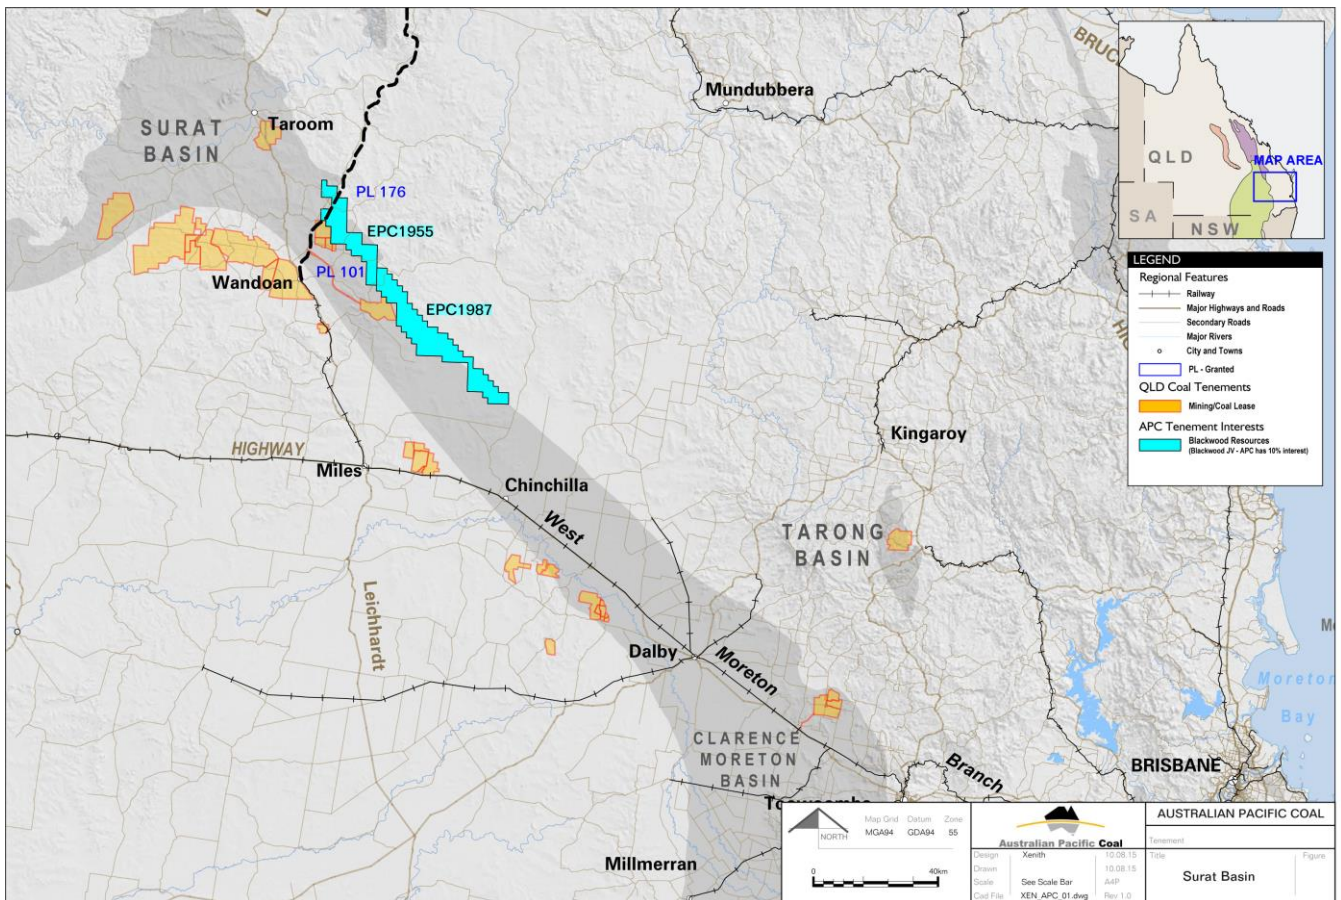 BRUC
Mundubbera
Taroom
SURAT
BASIN
PL 176
EPC1955
PL 101
Wandoan
EPC1987
HIGHWAY
Miles
Chinchilla
West
Kingaroy
TARONG
BASIN
Leichhardt
Dalby
Moreton
CLARENCE
MORETON
BASIN
Branch
BRISBANE
Moreton
Bay
Millmerran
QLD
MAP AREA
SA
NSW
LEGEND
Regional Features
Railway
Major Highways and Roads
Secondary Roads
Major Rivers
City and Towns
PL - Granted
QLD Coal Tenements
Mining/Coal Lease
APC Tenement Interests
Blackwood Resources
(Blackwood JV - APC has 10% interest)
NORTH
Map Grid Datum Zone
MGA94 GDA94 55
0 40km
Australian Pacific Coal
Design Xenith 10.08.15
Drawn 10.08.15
Scale See Scale Bar A4P
Cad File XEN_APC_01.dwg Rev 1.0
AUSTRALIAN PACIFIC COAL
Tenement
Title Figure
Surat Basin